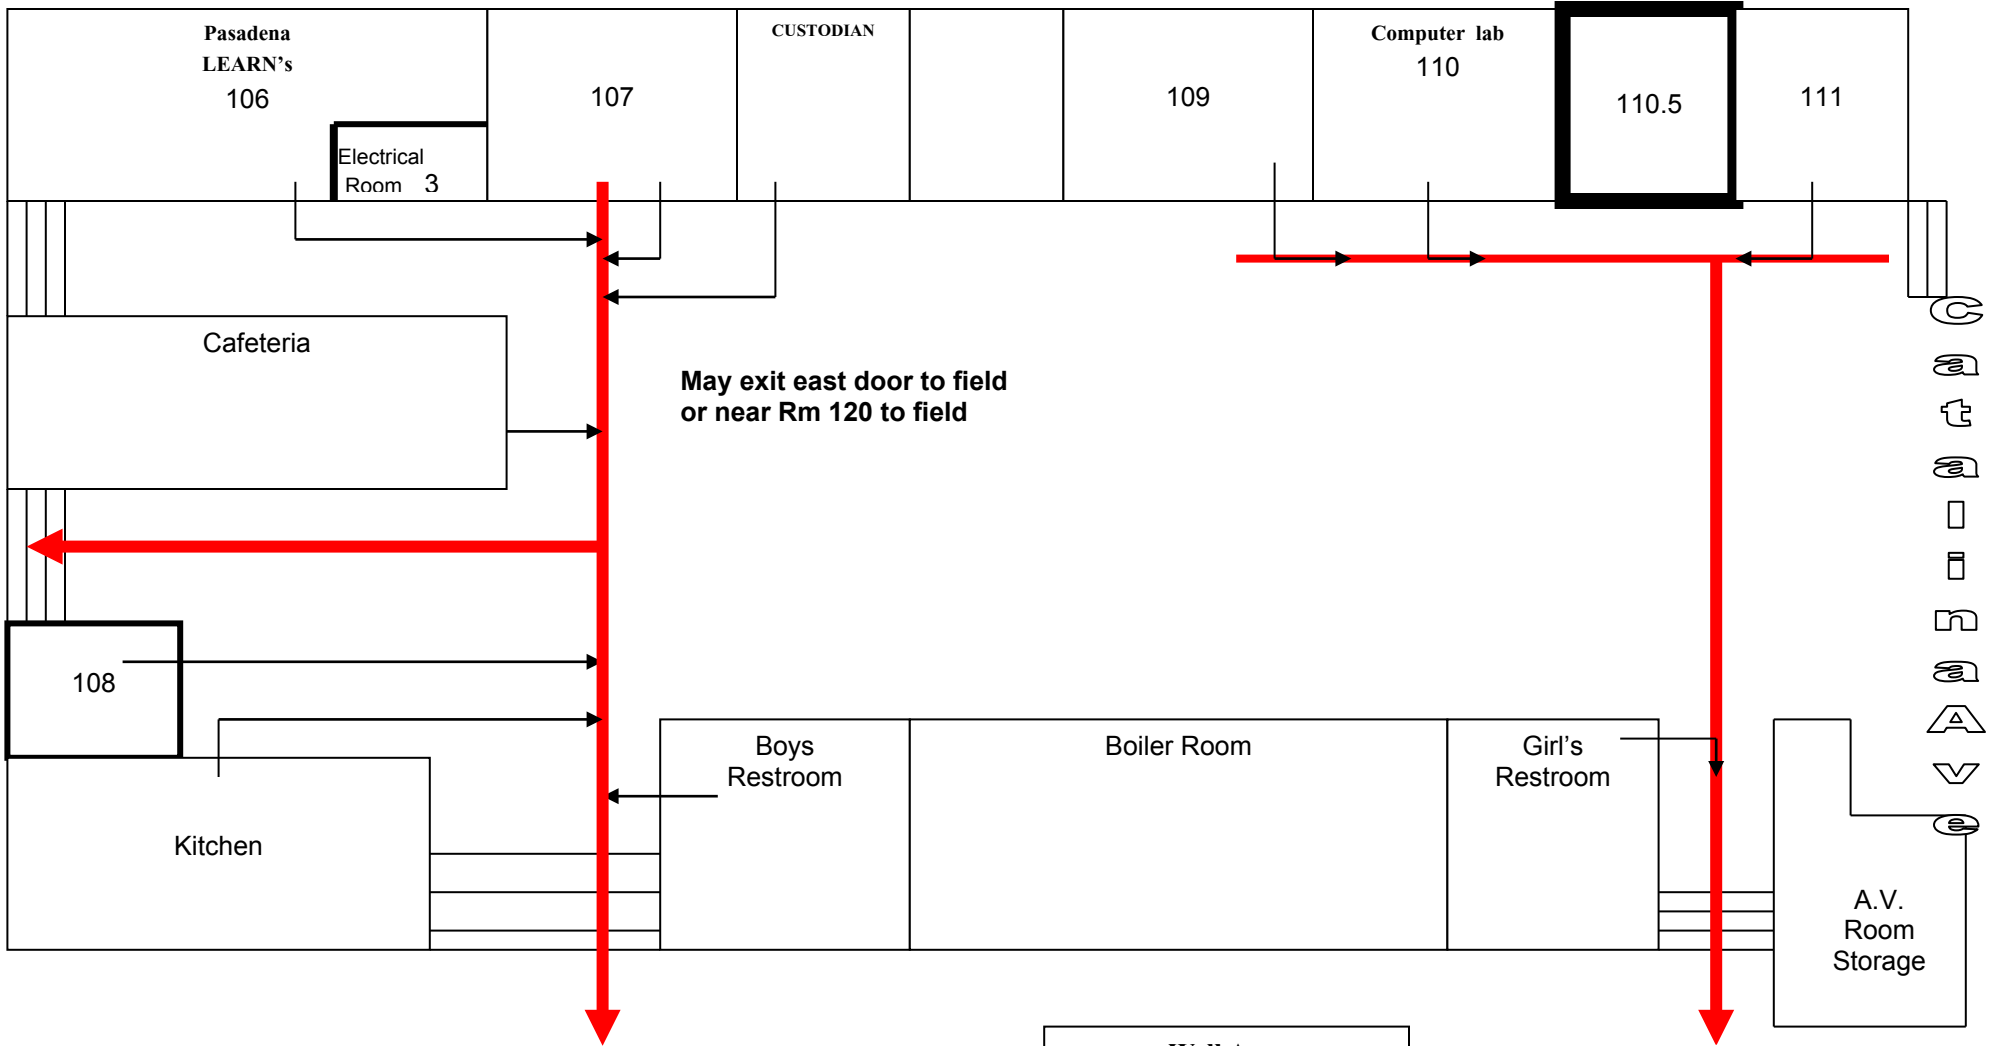 Pasadena
LEARN's
106
Electrical
Room 3
107
CUSTODIAN
109
Computer lab
110
110.5
111
Cafeteria
May exit east door to field
or near Rm 120 to field
Catalina Ave
108
Kitchen
Boys
Restroom
Boiler Room
Girl's
Restroom
A.V.
Room
Storage